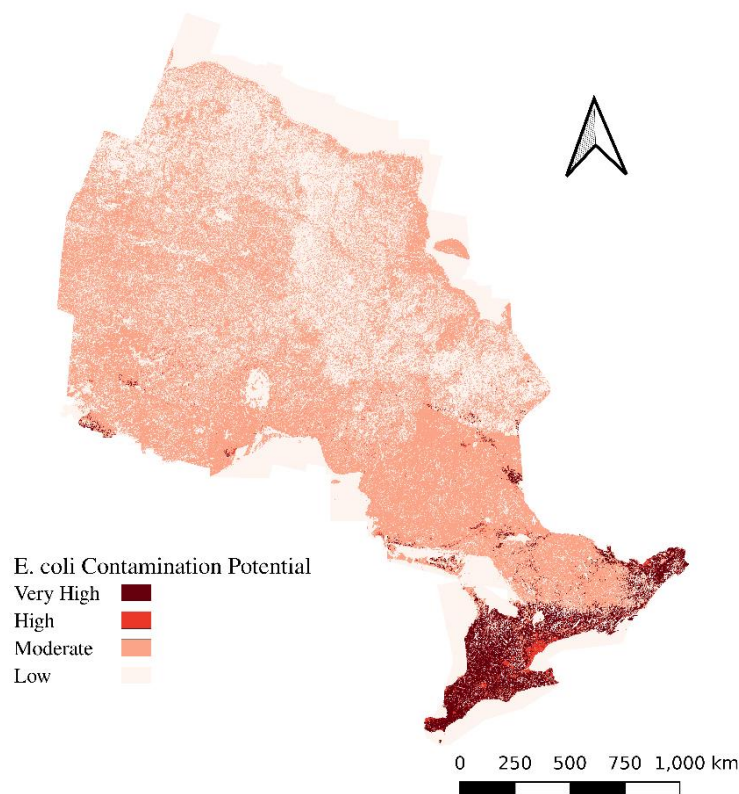 E. coli Contamination Potential
Very High
High
Moderate
Low
0 250 500 750 1,000 km